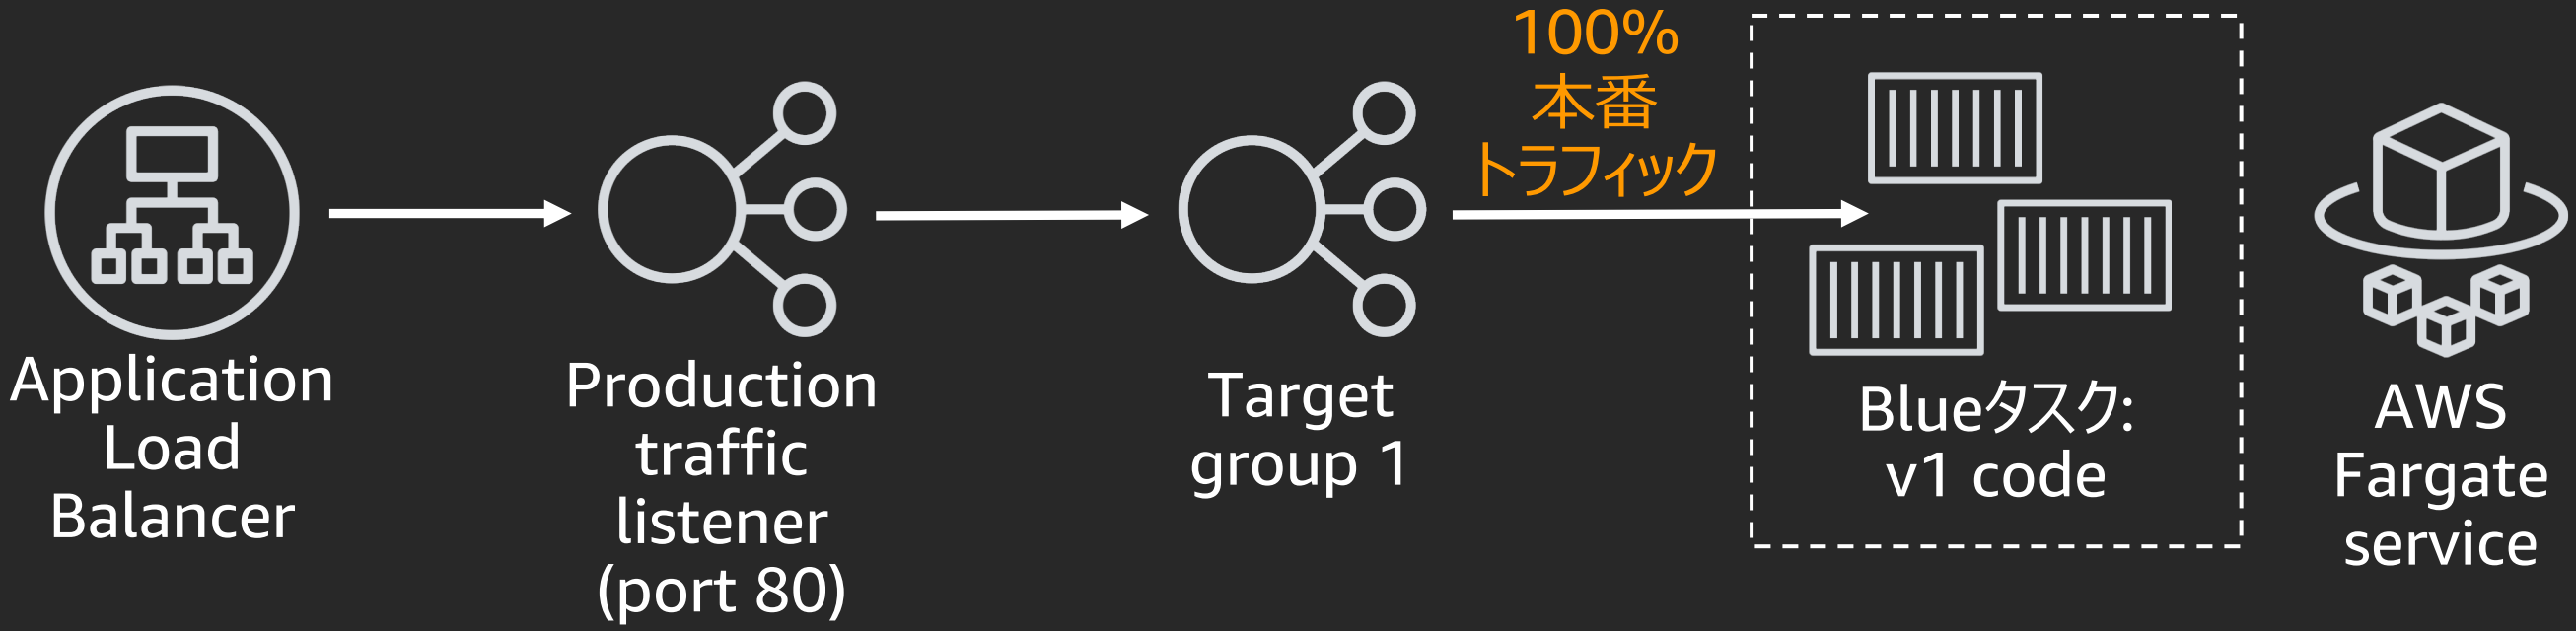 Application
Load
Balancer
Production
traffic
listener
(port 80)
Target
group 1
100%
本番
トラフィック
Blueタスク:
v1 code
AWS
Fargate
service